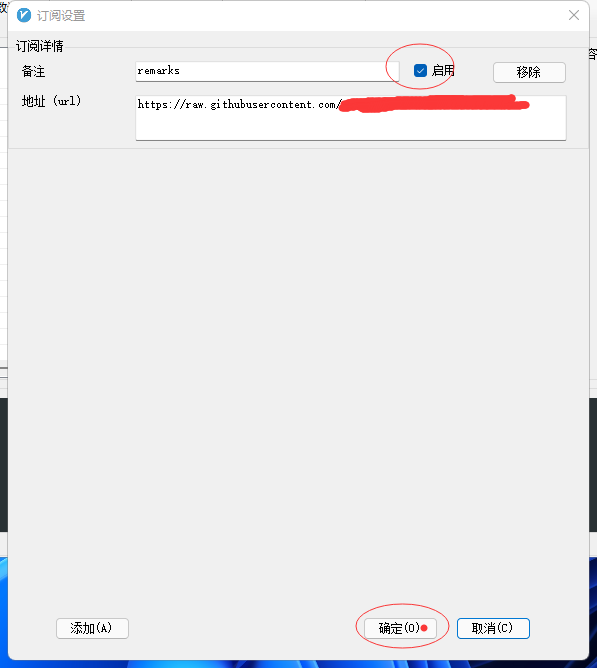 订阅设置
订阅详情
备注 remarks 启用 移除
地址 (url) https://raw.githubusercontent.com/
添加(A) 确定(O) 取消(C)